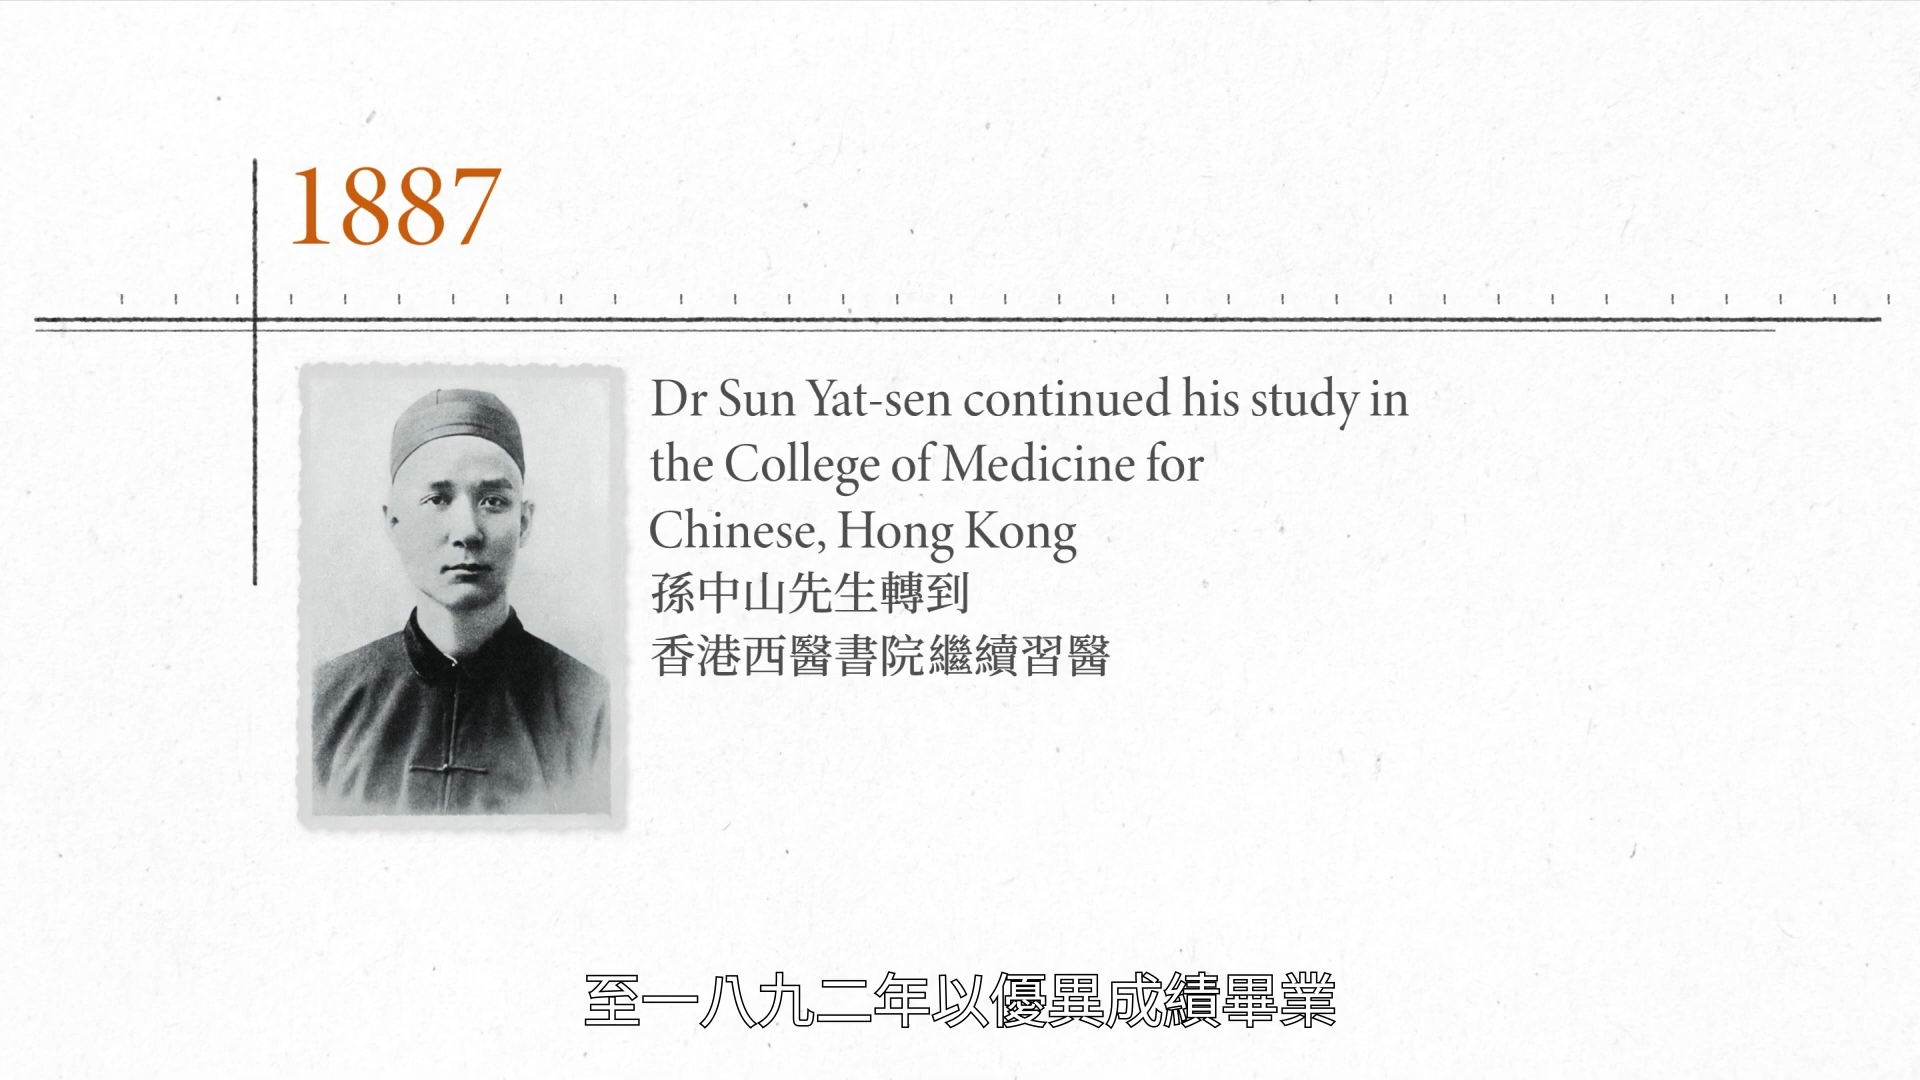 1887
Dr Sun Yat-sen continued his study in
the College of Medicine for
Chinese, Hong Kong
孫中山先生轉到
香港西醫書院繼續習醫
至一八九二年以優異成績畢業